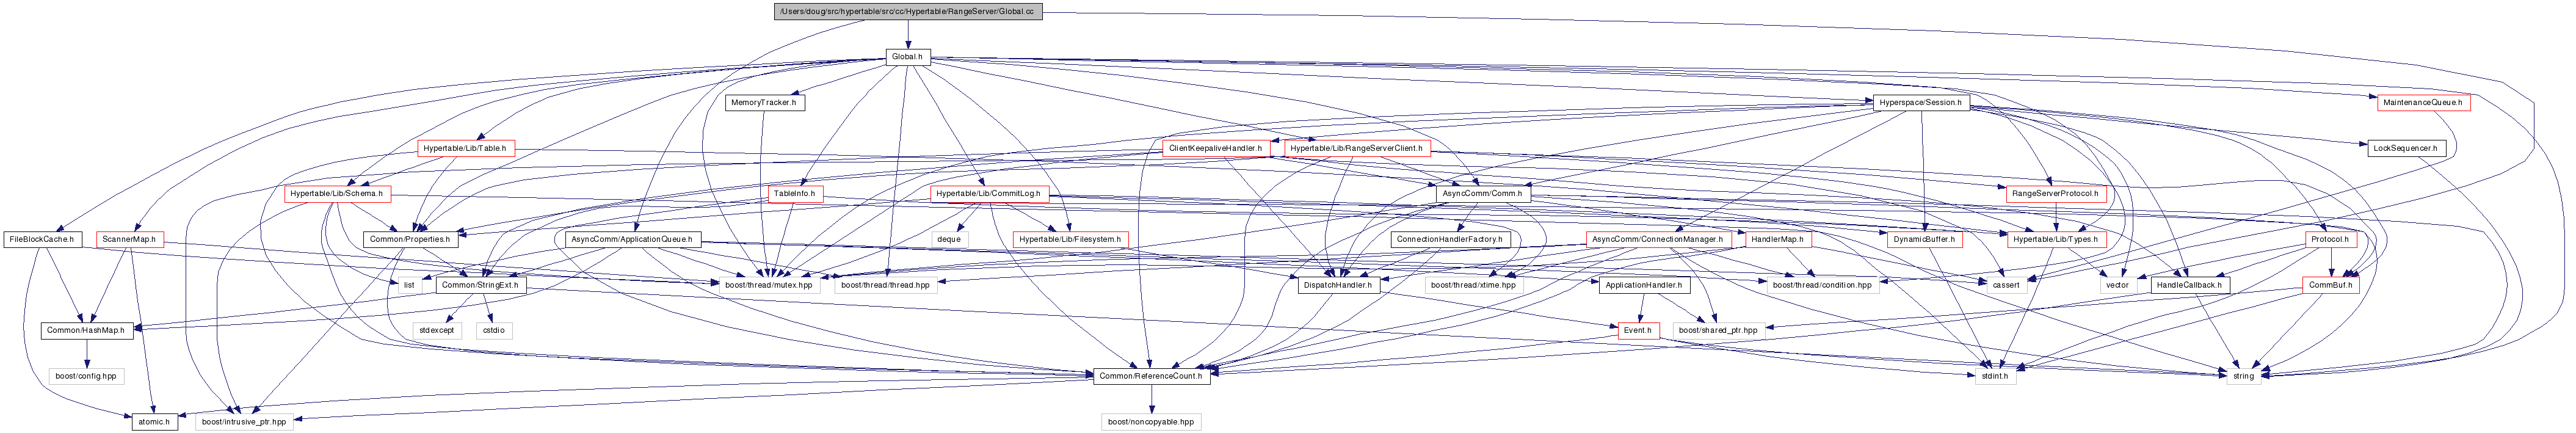 /Users/doug/src/hypertable/src/cc/Hypertable/RangeServer/Global.cc
Global.h
MemoryTracker.h
Hyperspace/Session.h
MaintenanceQueue.h
Hypertable/Lib/Table.h
ClientKeepaliveHandler.h
Hypertable/Lib/RangeServerClient.h
LockSequencer.h
Hypertable/Lib/Schema.h
TableInfo.h
Hypertable/Lib/CommitLog.h
AsyncComm/Comm.h
RangeServerProtocol.h
FileBlockCache.h
ScannerMap.h
Common/Properties.h
AsyncComm/ApplicationQueue.h
deque
Hypertable/Lib/Filesystem.h
ConnectionHandlerFactory.h
AsyncComm/ConnectionManager.h
HandlerMap.h
DynamicBuffer.h
Hypertable/Lib/Types.h
Protocol.h
list
Common/StringExt.h
boost/thread/mutex.hpp
boost/thread/thread.hpp
DispatchHandler.h
boost/thread/xtime.hpp
ApplicationHandler.h
boost/thread/condition.hpp
cassert
vector
HandleCallback.h
CommBuf.h
Common/HashMap.h
stdexcept
cstdio
Event.h
boost/shared_ptr.hpp
boost/config.hpp
Common/ReferenceCount.h
stdint.h
string
atomic.h
boost/intrusive_ptr.hpp
boost/noncopyable.hpp